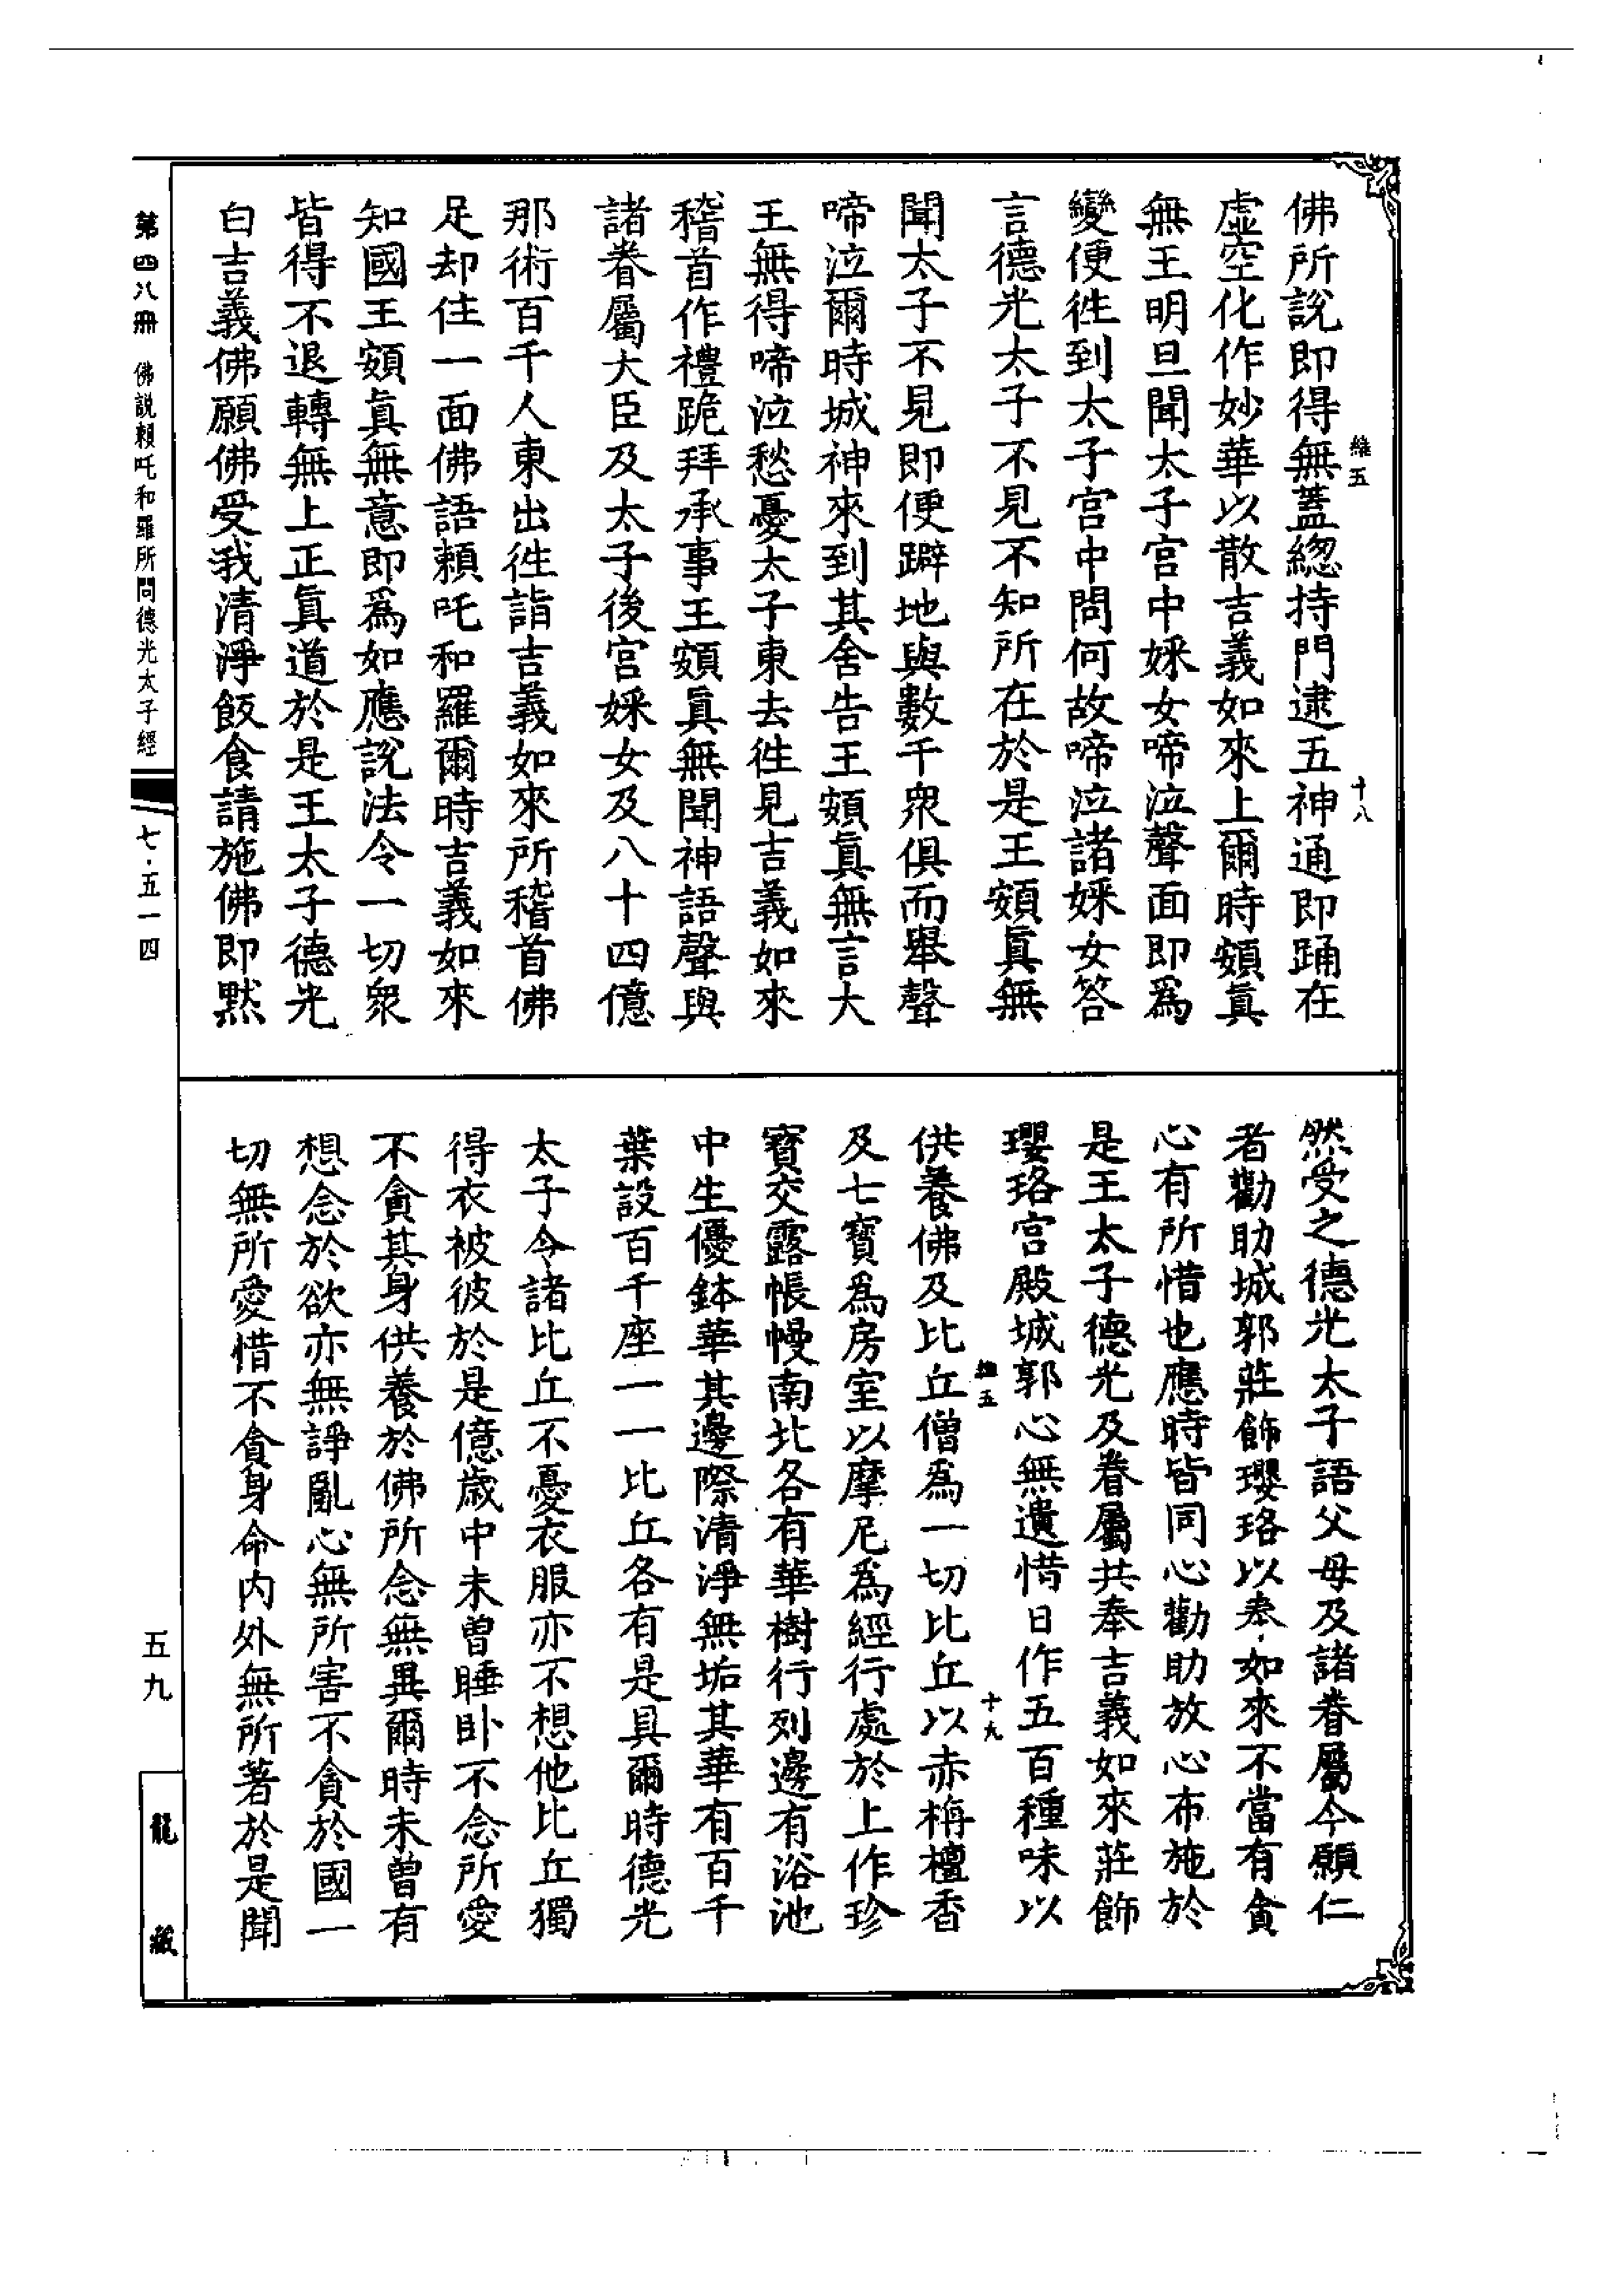 佛所說即得無蓋緫持門逮五神通即踊在
虛空化作妙華以散吉義如來上爾時頞眞
無王明旦聞太子宮中婇女啼泣聲面即爲
變便徃到太子宮中問何故啼泣諸婇女答
言德光太子不見不知所在於是王頞眞無
聞太子不見即便躃地與數千衆俱而舉聲
啼泣爾時城神來到其舍告王頞眞無言大
王無得啼泣愁憂太子東去徃見吉義如來
稽首作禮跪拜承事王頞眞無聞神語聲與
諸眷屬大臣及太子後宮婇女及八十四億
那術百千人東出徃詣吉義如來所稽首佛
足却住一面佛語頼吒和羅爾時吉義如來
知國王頞眞無意即爲如應說法令一切衆
皆得不退轉無上正眞道於是王太子德光
白吉義佛願佛受我清淨飯食請施佛即默
維五
十八
然受之德光太子語父母及諸眷屬今願仁
者勸助城郭莊飾瓔珞以奉如來不當有貪
心有所惜也應時皆同心勸助放心布施於
是王太子德光及眷屬共奉吉義如來莊飾
瓔珞宮殿城郭心無遺惜日作五百種味以
供養佛及比丘僧爲一切比丘以赤栴檀香
及七寶爲房室以摩尼爲經行處於上作珍
寶交露帳幔南北各有華樹行列邊有浴池
中生優鉢華其邊際清淨無垢其華有百千
葉設百千座一一比丘各有是具爾時德光
太子令諸比丘不憂衣服亦不想他比丘獨
得衣被彼於是億歲中未曽睡卧不念所愛
不貪其身供養於佛所念無異爾時未曽有
想念於欲亦無諍亂心無所害不貪於國一
切無所愛惜不貪身命内外無所著於是聞
維五
十九
第四八冊　佛説頼吒和羅所問德光太子經
七·五一四
五九
龍藏